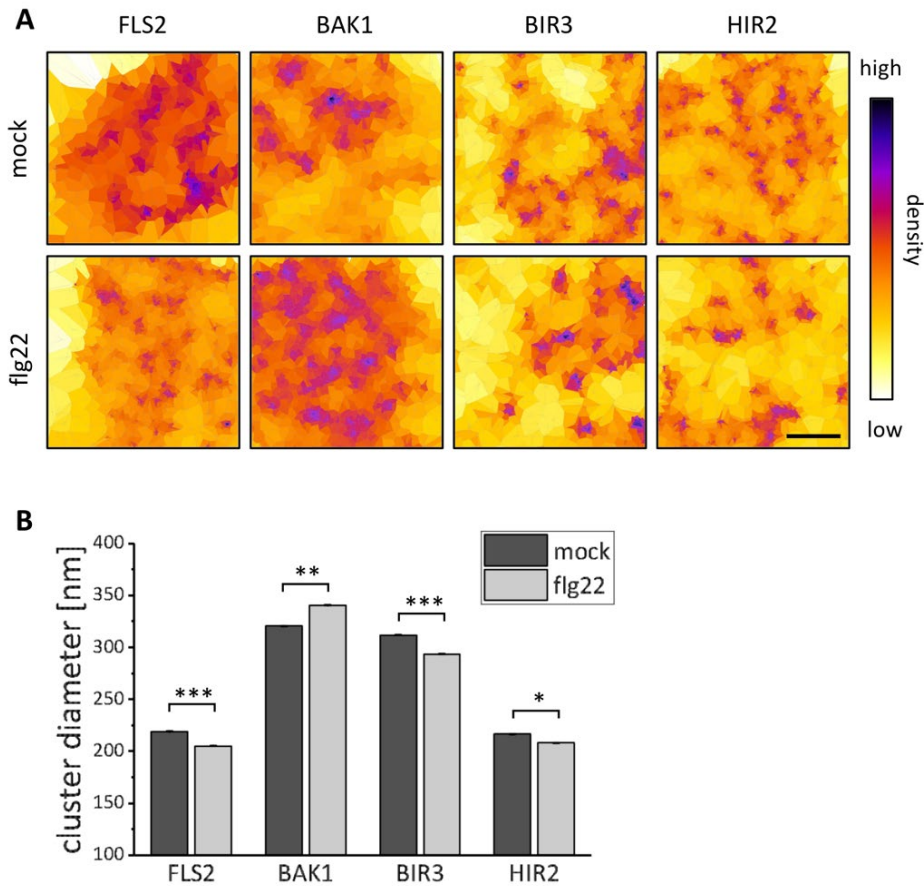 A
FLS2 BAK1 BIR3 HIR2
mock
flg22
high
density
low
B
cluster diameter [nm]
400
350
300
250
200
150
100
mock
flg22
*** ** *** *
FLS2 BAK1 BIR3 HIR2